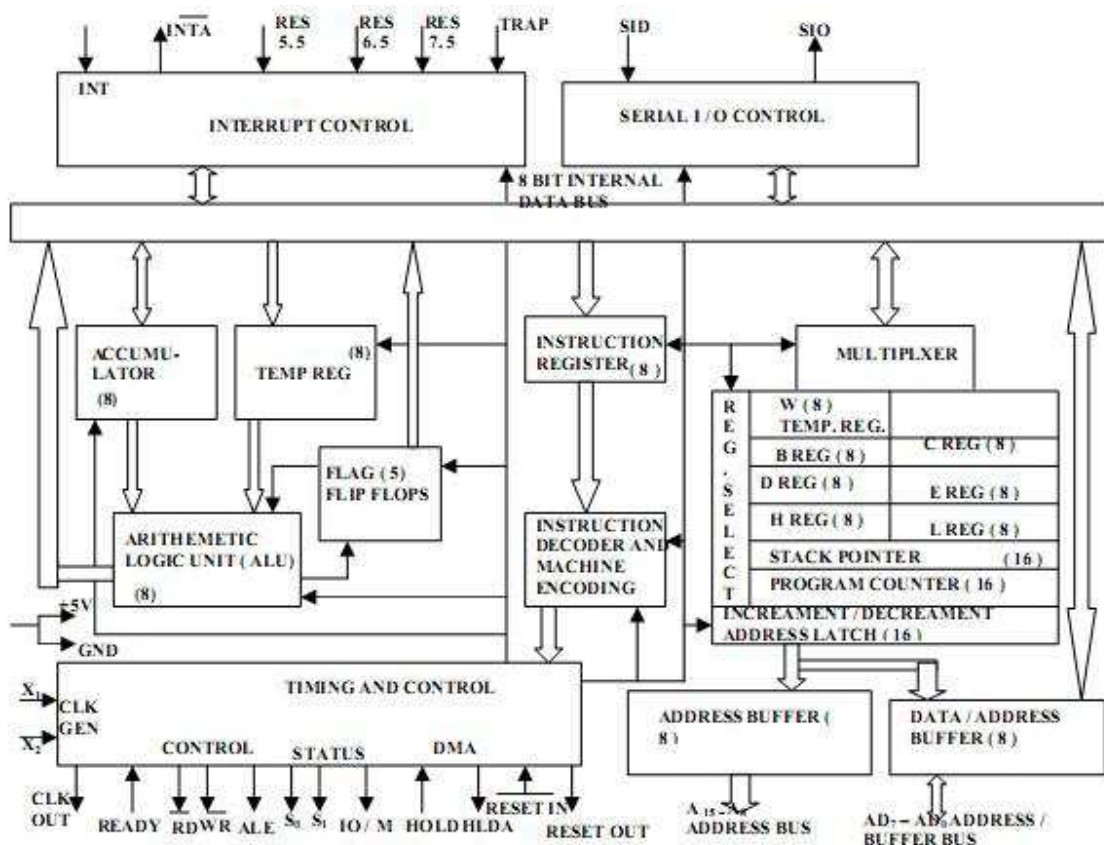 INTA
RES
5.5
RES
6.5
RES
7.5
TRAP
SID
SIO
INT
INTERRUPT CONTROL
SERIAL I / O CONTROL
8 BIT INTERNAL
DATA BUS
ACCUMU-
LATOR
(8)
(8)
TEMP REG
INSTRUCTION
REGISTER ( 8 )
MULTIPLXER
REG. SELECT
W ( 8 )
TEMP. REG.
B REG ( 8 )
C REG ( 8 )
D REG ( 8 )
E REG ( 8 )
H REG ( 8 )
L REG ( 8 )
STACK POINTER ( 16 )
PROGRAM COUNTER ( 16 )
INCREAMENT / DECREAMENT
ADDRESS LATCH ( 16 )
FLAG ( 5 )
FLIP FLOPS
ARITHEMETIC
LOGIC UNIT ( ALU )
(8)
INSTRUCTION
DECODER AND
MACHINE
ENCODING
+5V
GND
X1
X2
CLK
GEN
TIMING AND CONTROL
CONTROL
STATUS
DMA
ADDRESS BUFFER (
8 )
DATA / ADDRESS
BUFFER ( 8 )
CLK
OUT
READY
RD
WR
ALE
S0
S1
IO / M
HOLD
HLDA
RESET IN
RESET OUT
A15 – A8
ADDRESS BUS
AD7 – AD0 ADDRESS /
BUFFER BUS